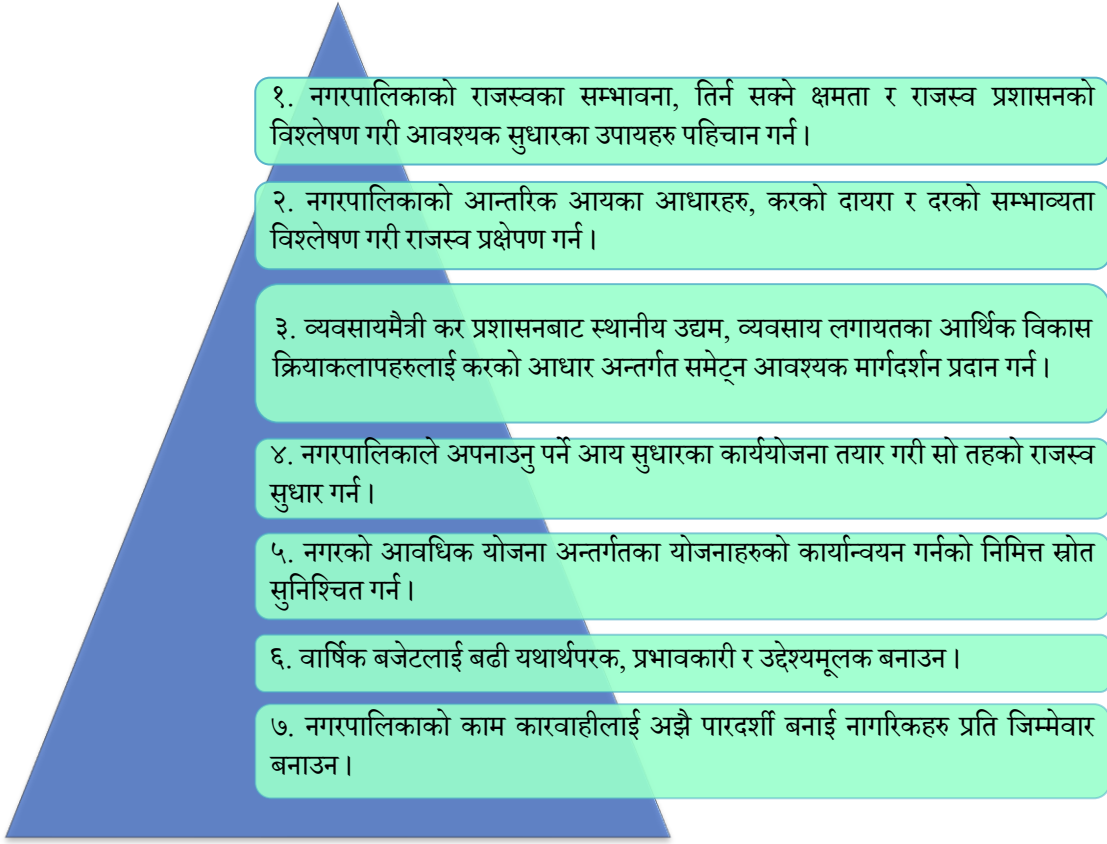 १. नगरपालिकाको राजस्वका सम्भावना, तिर्न सक्ने क्षमता र राजस्व प्रशासनको
विश्लेषण गरी आवश्यक सुधारका उपायहरु पहिचान गर्न।
२. नगरपालिकाको आन्तरिक आयका आधारहरु, करको दायरा र दरको सम्भाव्यता
विश्लेषण गरी राजस्व प्रक्षेपण गर्न।
३. व्यवसायमैत्री कर प्रशासनबाट स्थानीय उद्यम, व्यवसाय लगायतका आर्थिक विकास
क्रियाकलापहरुलाई करको आधार अन्तर्गत समेट्न आवश्यक मार्गदर्शन प्रदान गर्न।
४. नगरपालिकाले अपनाउनु पर्ने आय सुधारका कार्ययोजना तयार गरी सो तहको राजस्व
सुधार गर्न।
५. नगरको आवधिक योजना अन्तर्गतका योजनाहरुको कार्यान्वयन गर्नको निमित्त स्रोत
सुनिश्चित गर्न।
६. वार्षिक बजेटलाई बढी यथार्थपरक, प्रभावकारी र उद्देश्यमूलक बनाउन।
७. नगरपालिकाको काम कारवाहीलाई अझै पारदर्शी बनाई नागरिकहरु प्रति जिम्मेवार
बनाउन।